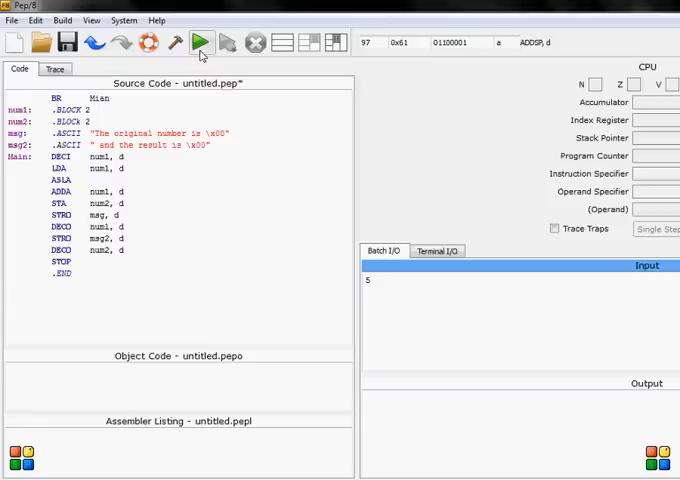 Pep/8
File Edit Build View System Help
97 0x61 01100001 a ADDSP, d
Code Trace
Source Code - untitled.pep*
BR Mian
num1: .BLOCK 2
num2: .BLOCk 2
msg: .ASCII "The original number is \x00"
msg2: .ASCII " and the result is \x00"
Main: DECI num1, d
LDA num1, d
ASLA
ADDA num1, d
STA num2, d
STRO msg, d
DECO num1, d
STRO msg2, d
DECO num2, d
STOP
.END
Object Code - untitled.pepo
Assembler Listing - untitled.pepl
CPU
N Z V
Accumulator
Index Register
Stack Pointer
Program Counter
Instruction Specifier
Operand Specifier
(Operand)
Trace Traps Single Step
Batch I/O Terminal I/O
Input
5
Output